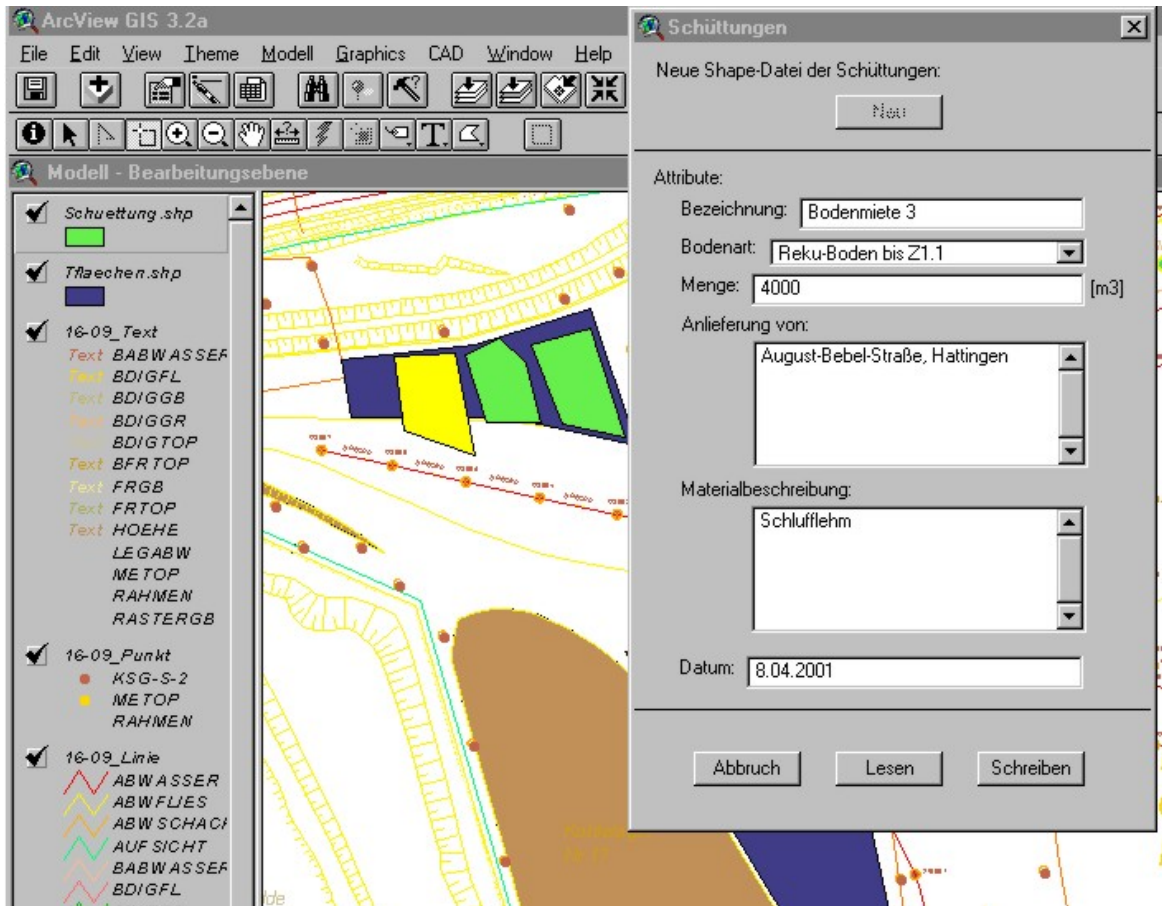 ArcView GIS 3.2a
File Edit View Theme Modell Graphics CAD Window Help
Modell - Bearbeitungsebene
Schuettung.shp
Tflaechen.shp
16-09_Text
Text BABWASSER
Text BDIGFL
Text BDIGGB
Text BDIGGR
BDIGTOP
Text BFRTOP
Text FRGB
Text FRTOP
Text HOEHE
LEGABW
METOP
RAHMEN
RASTERGB
16-09_Punkt
KSG-S-2
METOP
RAHMEN
16-09_Linie
ABWASSER
ABWFLIES
ABWSCHACH
AUFSICHT
BABWASSER
BDIGFL
Schüttungen
Neue Shape-Datei der Schüttungen:
Neu
Attribute:
Bezeichnung: Bodenmiete 3
Bodenart: Reku-Boden bis Z1.1
Menge: 4000 [m3]
Anlieferung von:
August-Bebel-Straße, Hattingen
Materialbeschreibung:
Schlufflehm
Datum: 8.04.2001
Abbruch Lesen Schreiben